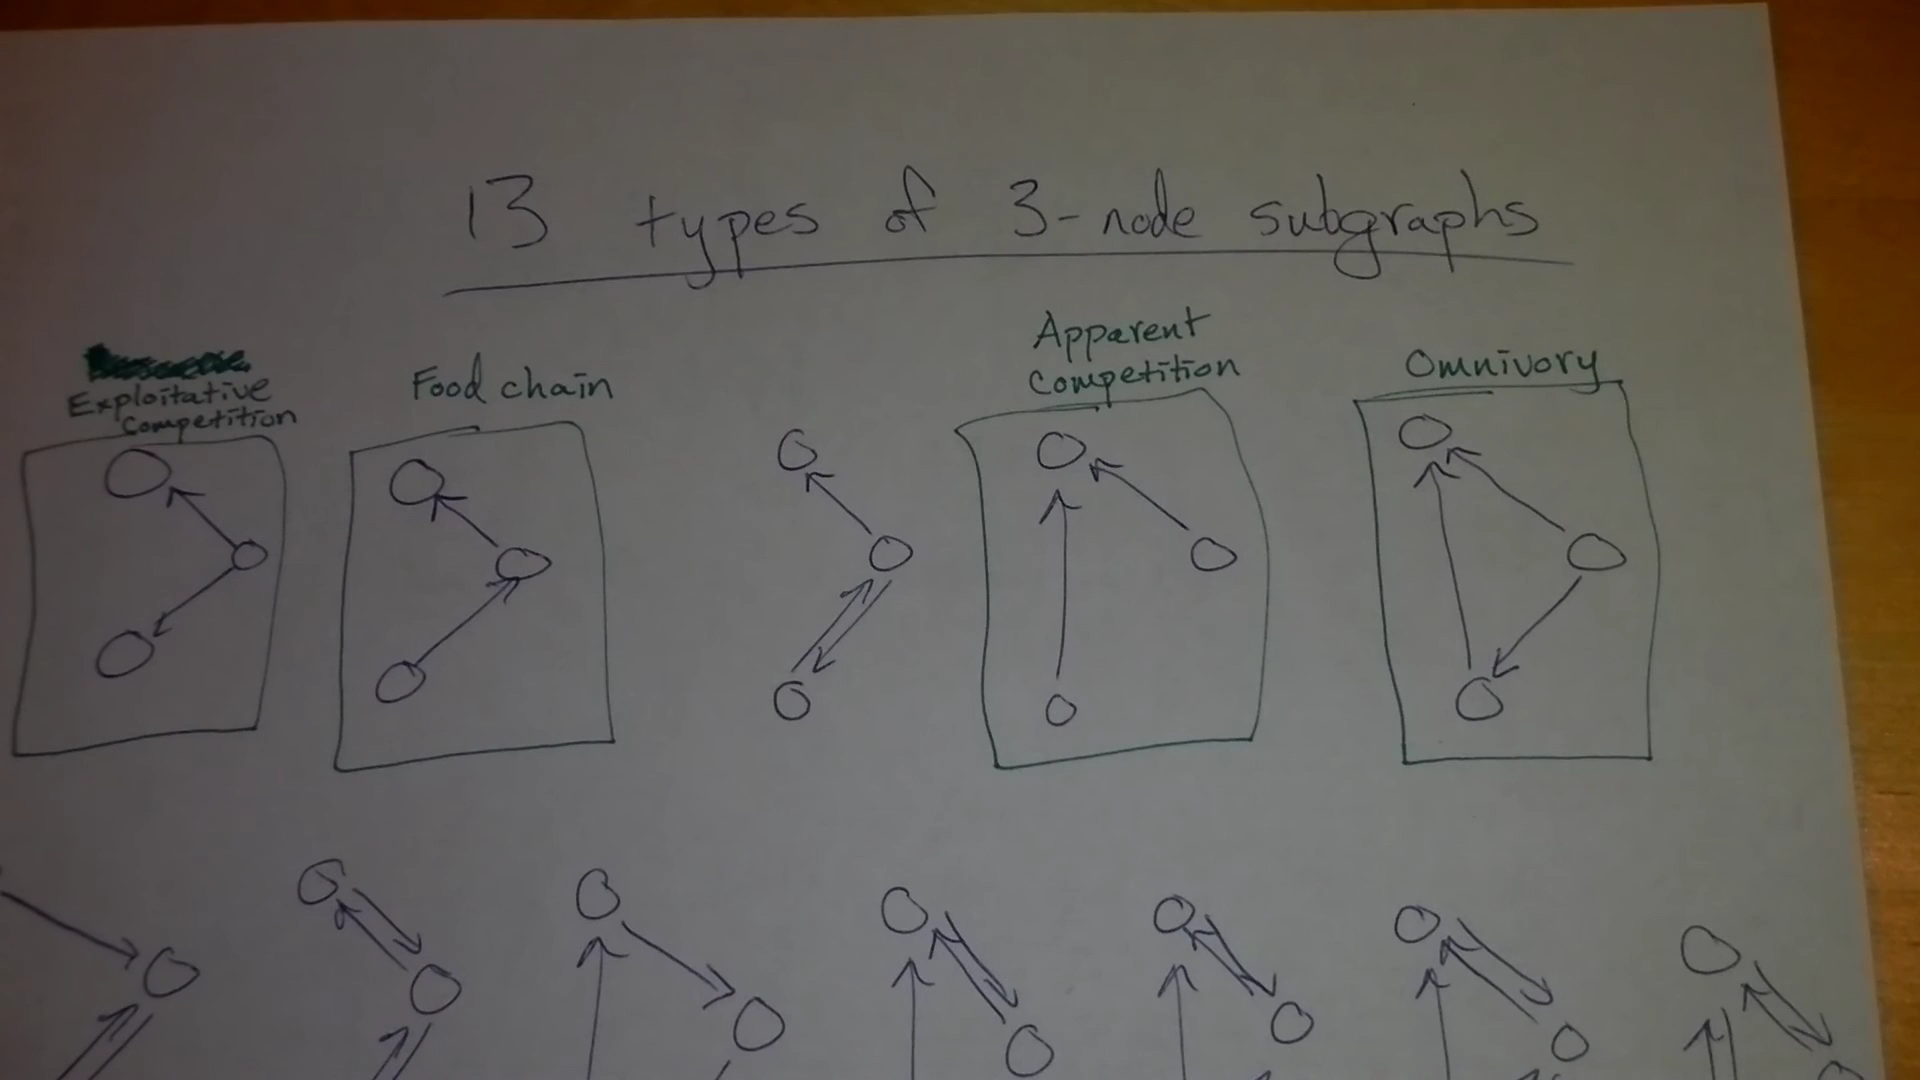 13 types of 3-node subgraphs
Exploitative
Competition
Food chain
Apparent
Competition
Omnivory